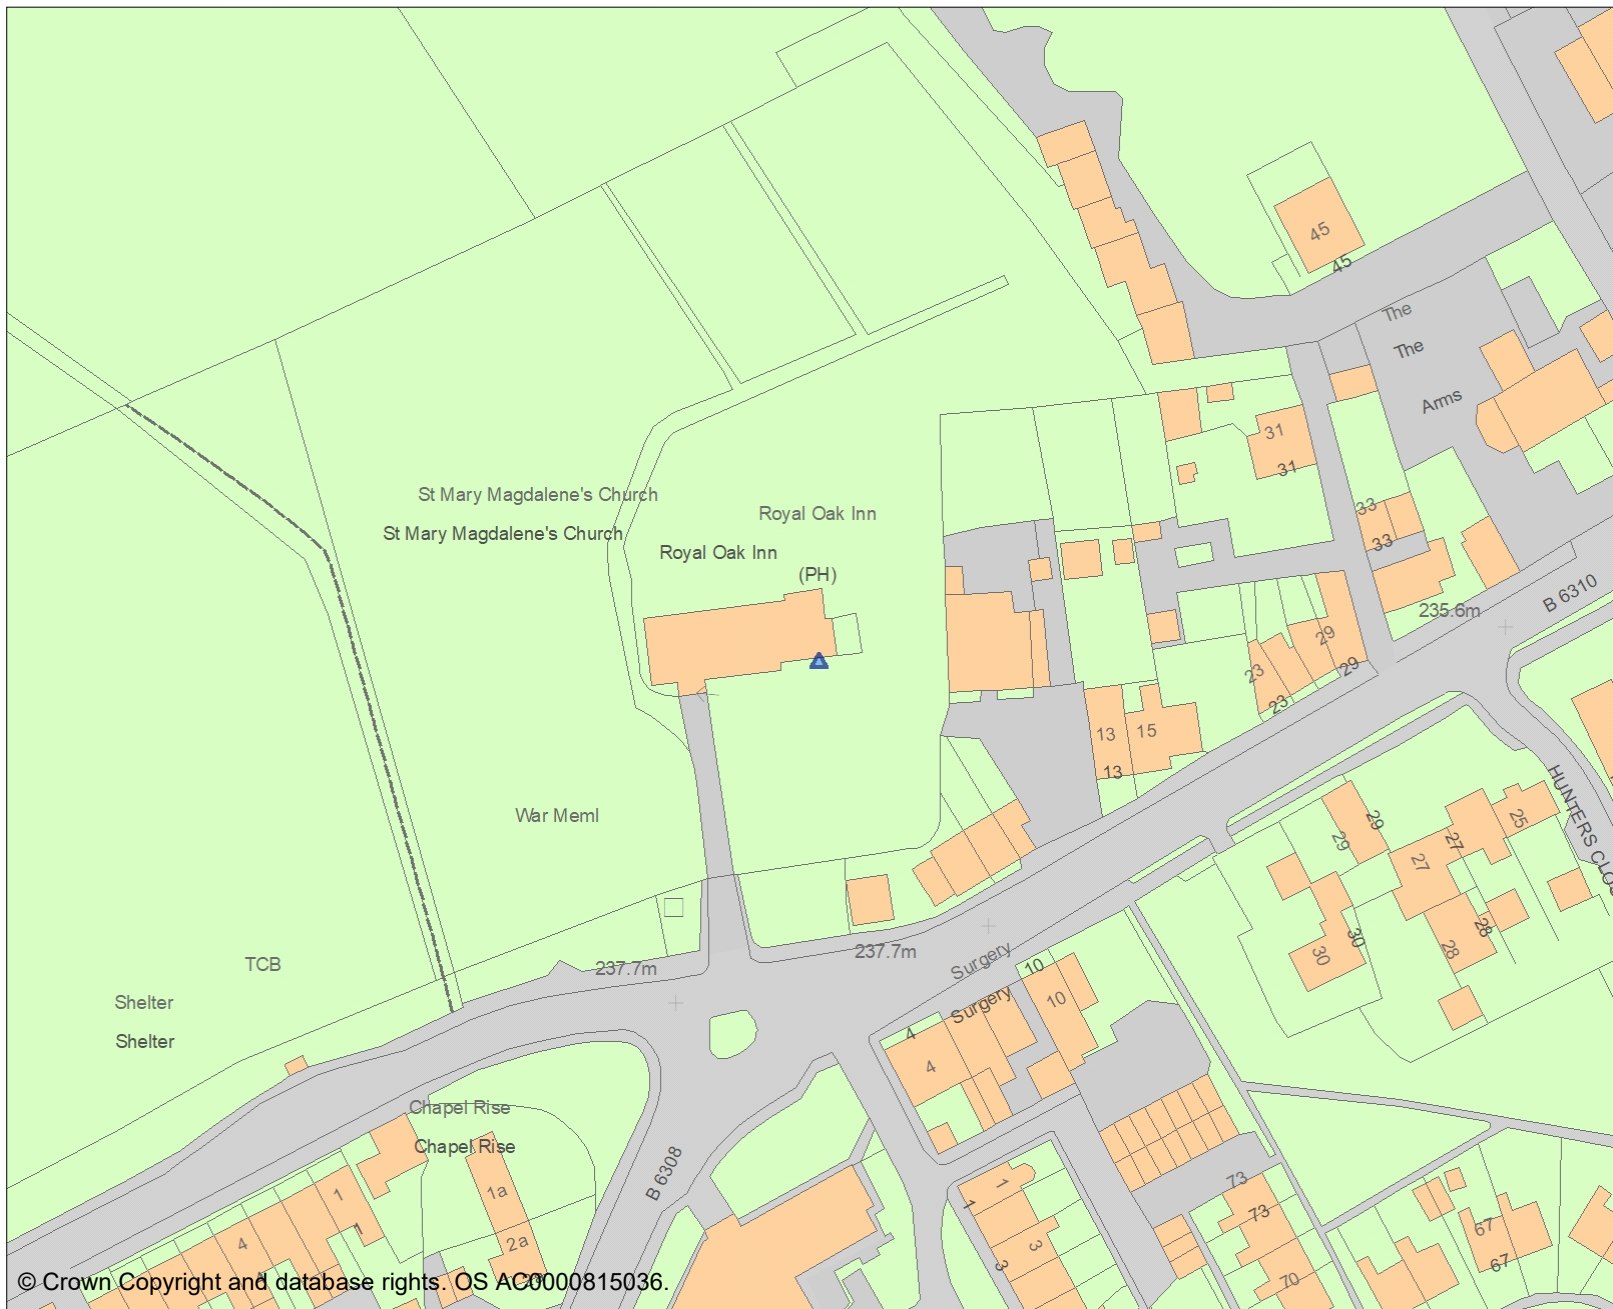 45
45
The
The
Arms
31
31
St Mary Magdalene's Church
St Mary Magdalene's Church
Royal Oak Inn
Royal Oak Inn
(PH)
33
33
B 6310
235.6m
29
29
23
23
13
15
13
War Meml
HUNTERS CLO
29
29
25
27
27
28
28
30
30
TCB
237.7m
237.7m
Surgery
Surgery
10
10
4
4
Shelter
Shelter
Chapel Rise
Chapel Rise
B 6308
1
1
1a
2a
2a
4
4
1
1
3
3
73
73
70
67
67
© Crown Copyright and database rights. OS AC0000815036.